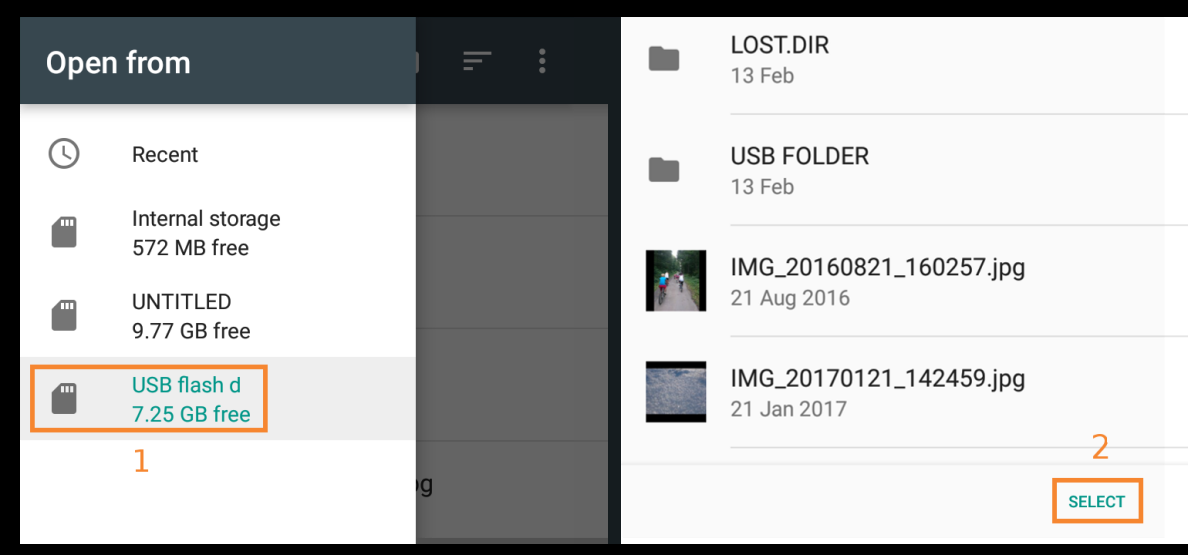 Open from
Recent
Internal storage
572 MB free
UNTITLED
9.77 GB free
USB flash d
7.25 GB free
1
pg
LOST.DIR
13 Feb
USB FOLDER
13 Feb
IMG_20160821_160257.jpg
21 Aug 2016
IMG_20170121_142459.jpg
21 Jan 2017
2
SELECT